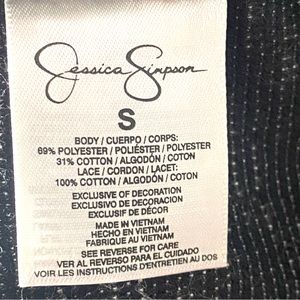 Jessica Simpson
S
BODY / CUERPO / CORPS:
69% POLYESTER / POLIÉSTER / POLYESTER
31% COTTON / ALGODÓN / COTON
LACE / CORDON / LACET:
100% COTTON / ALGODÓN / COTON
EXCLUSIVE OF DECORATION
EXCLUSIVO DE DECORACIÓN
EXCLUSIF DE DÉCOR
MADE IN VIETNAM
HECHO EN VIETNAM
FABRIQUE AU VIETNAM
SEE REVERSE FOR CARE
VER AL REVERSO PARA EL CUIDADO
VOIR LES INSTRUCTIONS D'ENTRETIEN AU DOS